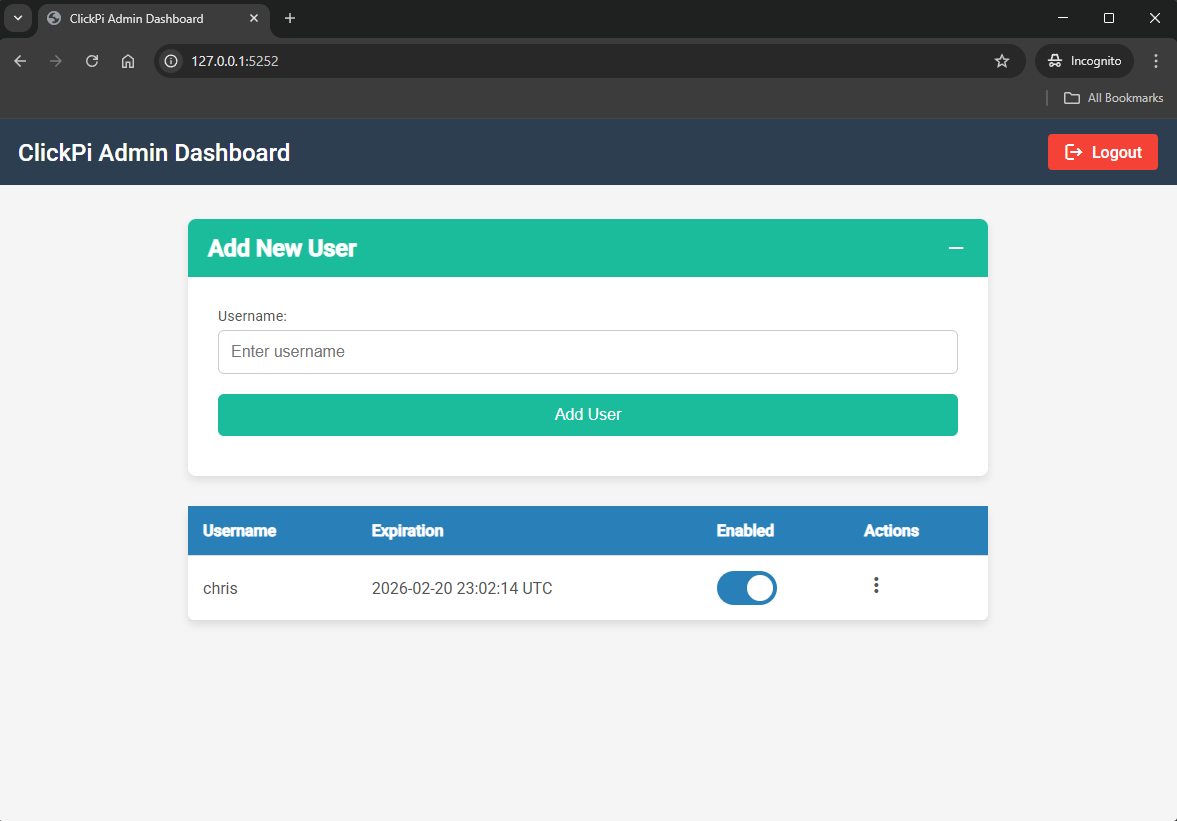 ClickPi Admin Dashboard
127.0.0.1:5252
Incognito
All Bookmarks
ClickPi Admin Dashboard
Logout
Add New User
Username:
Enter username
Add User
Username Expiration Enabled Actions
chris 2026-02-20 23:02:14 UTC